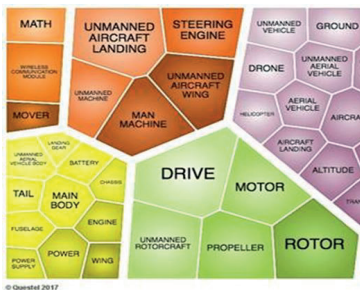 MATH
WIRELESS
COMMUNICATION
MODULE
MOVER
UNMANNED
AIRCRAFT
LANDING
STEERING
ENGINE
UNMANNED
MACHINE
MAN
MACHINE
UNMANNED
AIRCRAFT
WING
UNMANNED
VEHICLE
GROUND
DRONE
UNMANNED
AERIAL
VEHICLE
HELICOPTER
AERIAL
VEHICLE
AIRCRA
AIRCRAFT
LANDING
ALTITUDE
TRAN
LANDING
GEAR
UNMANNED
AERIAL
VEHICLE BODY
BATTERY
CHASSIS
TAIL
MAIN
BODY
ENGINE
FUSELAGE
POWER
SUPPLY
POWER
WING
DRIVE
MOTOR
UNMANNED
ROTORCRAFT
PROPELLER
ROTOR
© Questel 2017